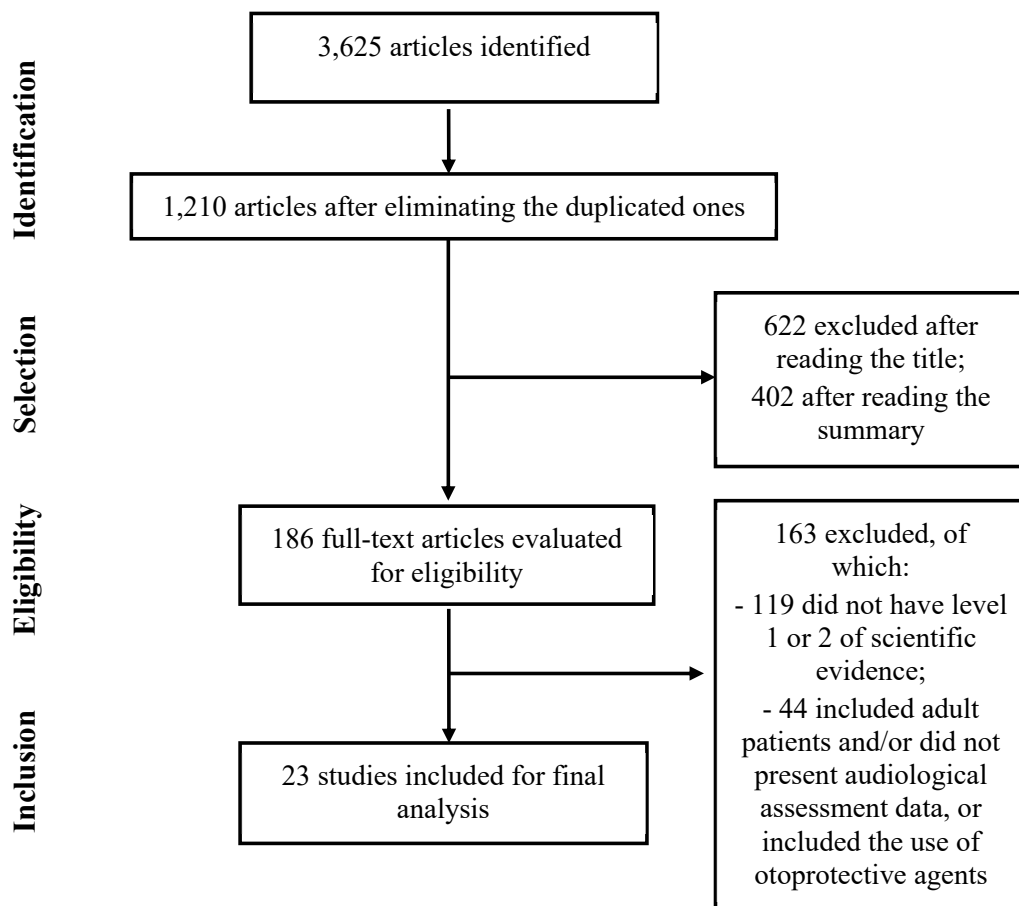 Identification
3,625 articles identified
1,210 articles after eliminating the duplicated ones
Selection
622 excluded after
reading the title;
402 after reading the
summary
Eligibility
186 full-text articles evaluated
for eligibility
163 excluded, of
which:
- 119 did not have level
1 or 2 of scientific
evidence;
- 44 included adult
patients and/or did not
present audiological
assessment data, or
included the use of
otoprotective agents
Inclusion
23 studies included for final
analysis